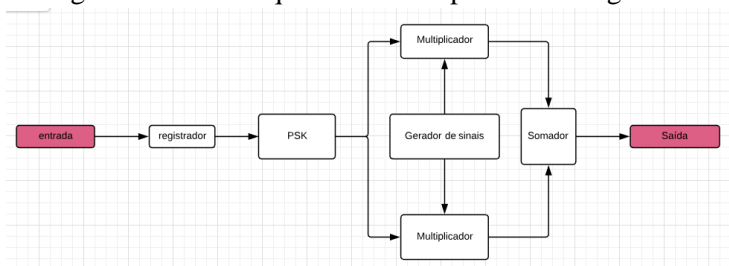 Multiplicador
entrada
registrador
PSK
Gerador de sinais
Somador
Saída
Multiplicador